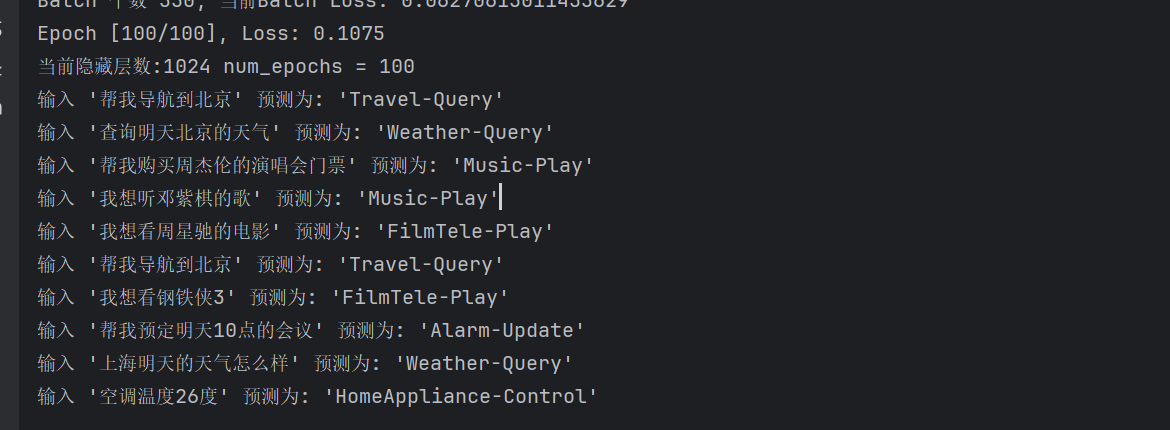 Epoch [100/100], Loss: 0.1075
当前隐藏层数:1024 num_epochs = 100
输入 '帮我导航到北京' 预测为: 'Travel-Query'
输入 '查询明天北京的天气' 预测为: 'Weather-Query'
输入 '帮我购买周杰伦的演唱会门票' 预测为: 'Music-Play'
输入 '我想听邓紫棋的歌' 预测为: 'Music-Play'
输入 '我想看周星驰的电影' 预测为: 'FilmTele-Play'
输入 '帮我导航到北京' 预测为: 'Travel-Query'
输入 '我想看钢铁侠3' 预测为: 'FilmTele-Play'
输入 '帮我预定明天10点的会议' 预测为: 'Alarm-Update'
输入 '上海明天的天气怎么样' 预测为: 'Weather-Query'
输入 '空调温度26度' 预测为: 'HomeAppliance-Control'